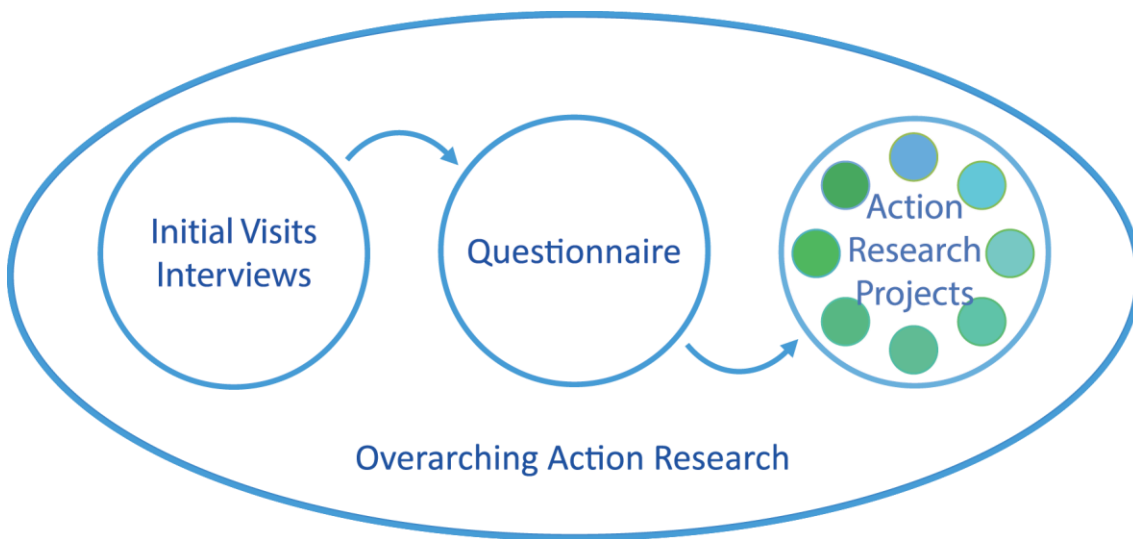 Initial Visits
Interviews
Questionnaire
Action
Research
Projects
Overarching Action Research